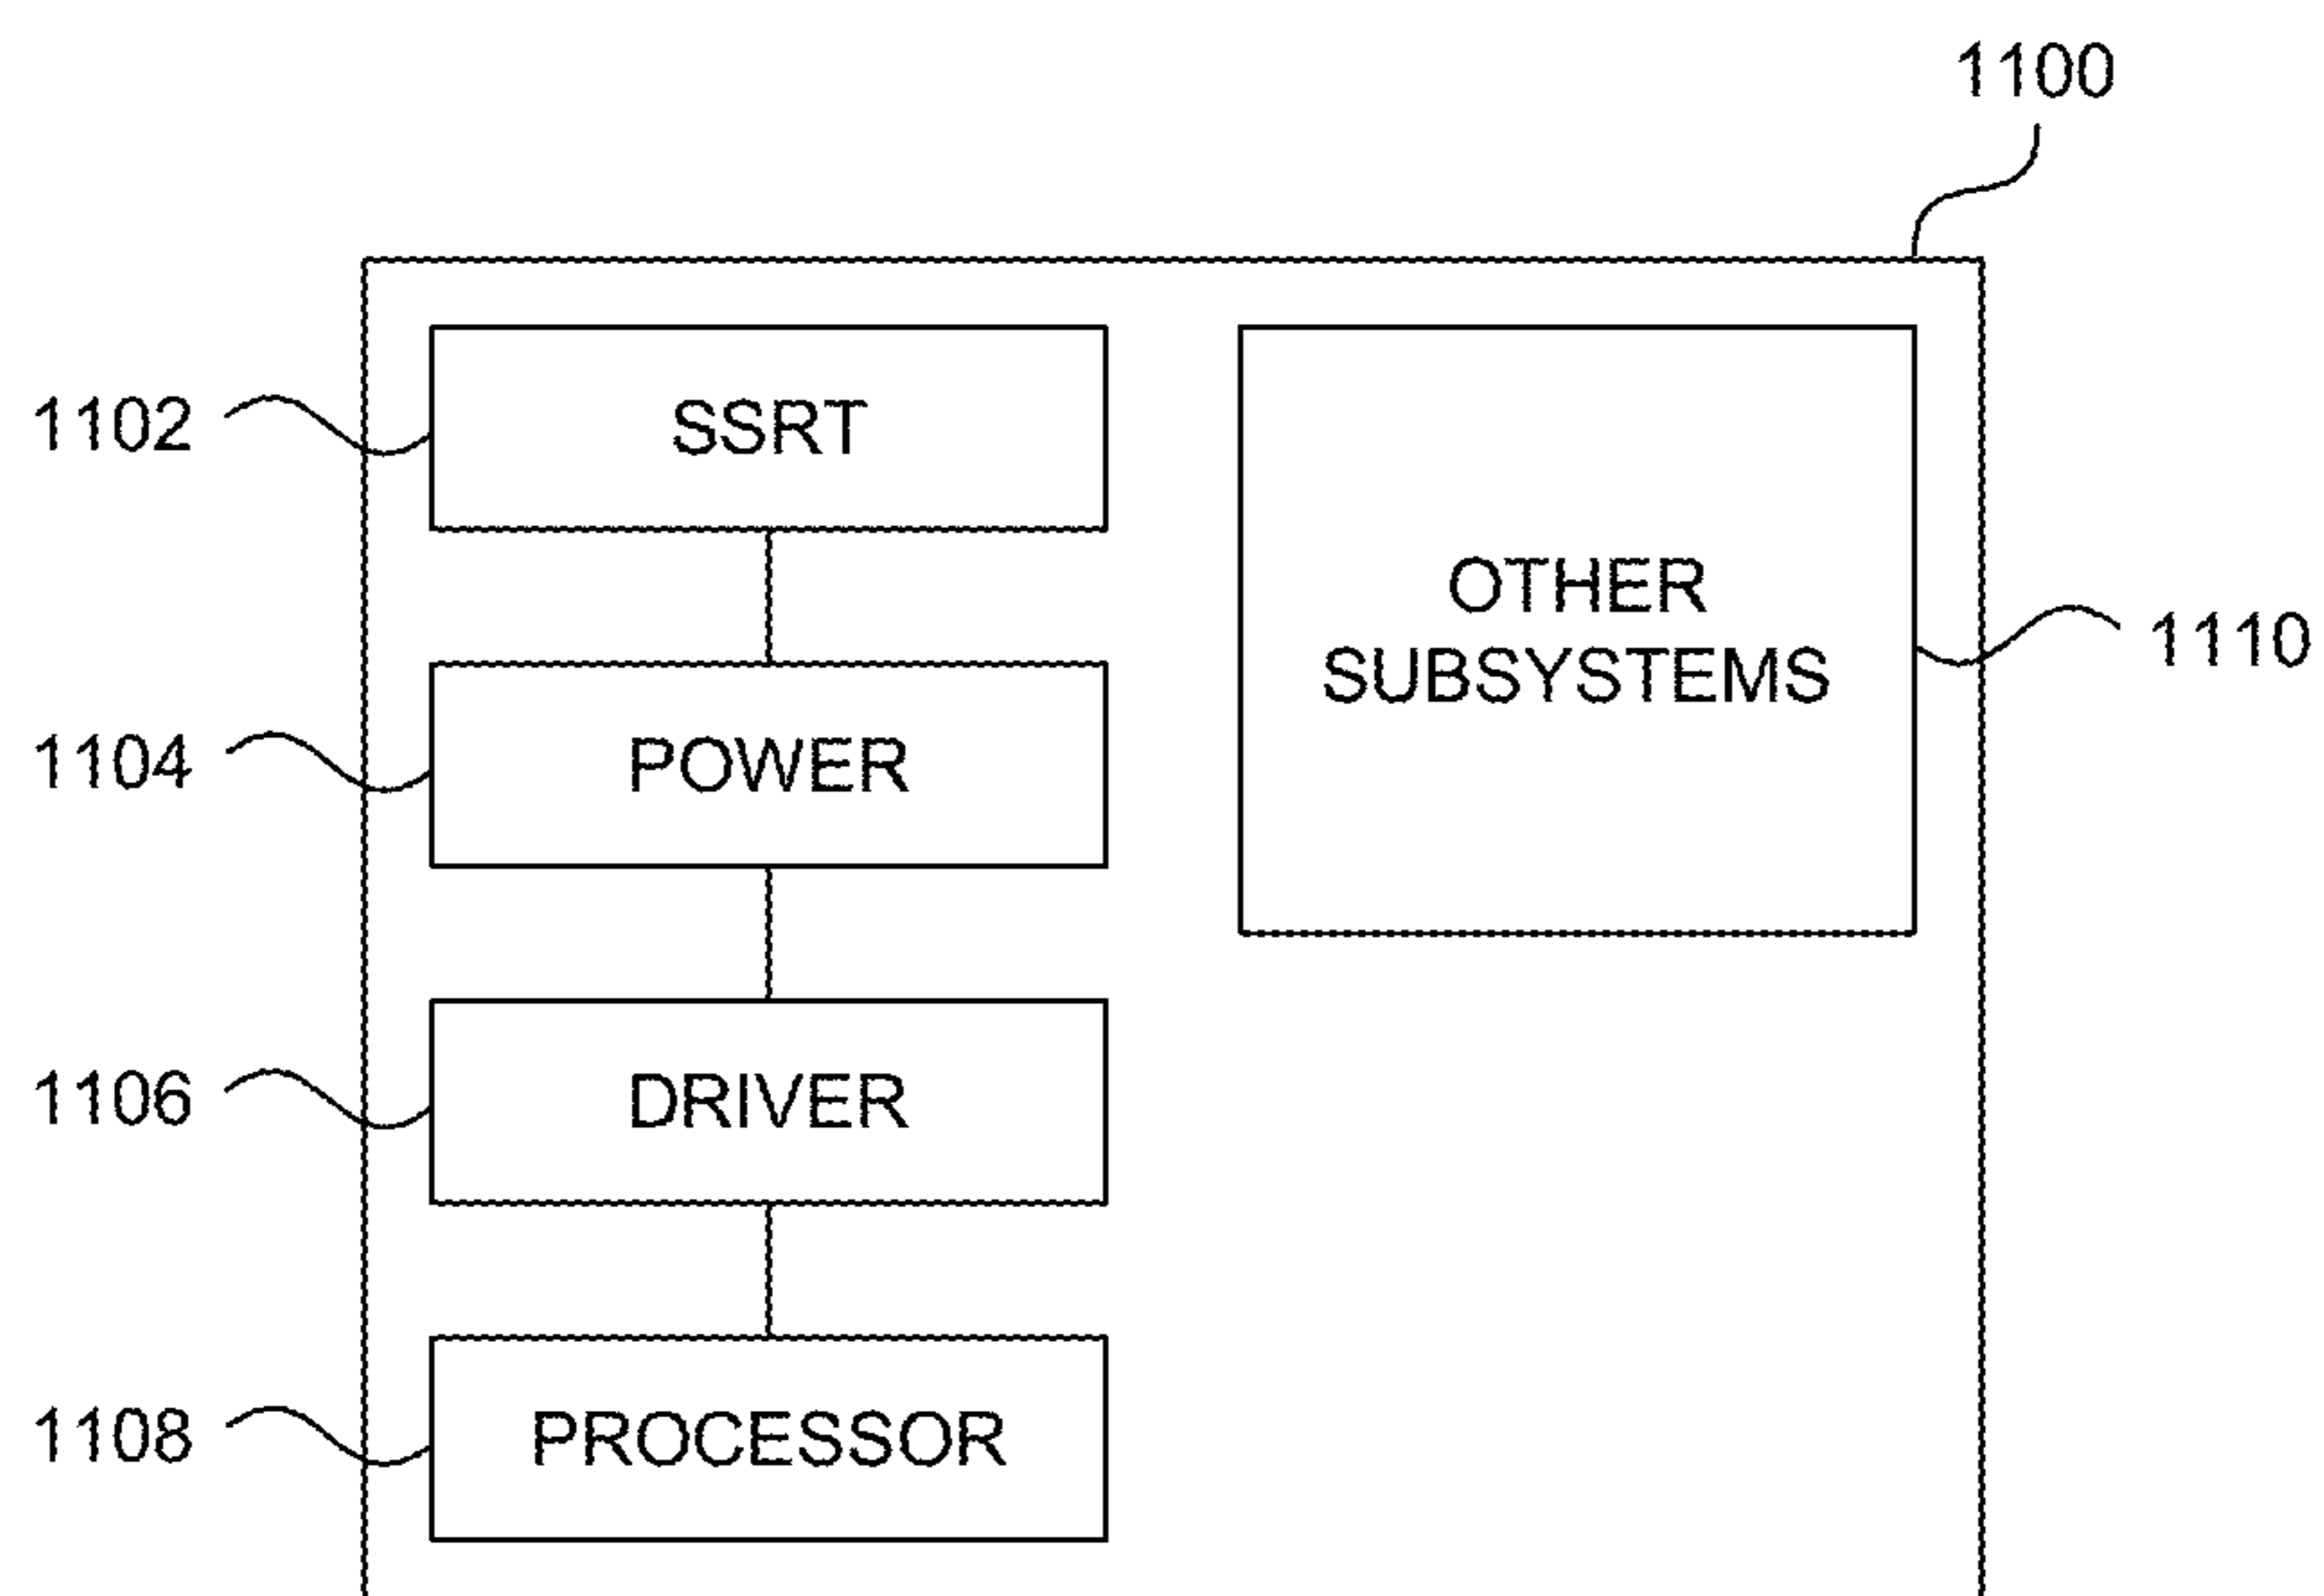 1100
1102
SSRT
OTHER
SUBSYSTEMS
1110
1104
POWER
1106
DRIVER
1108
PROCESSOR